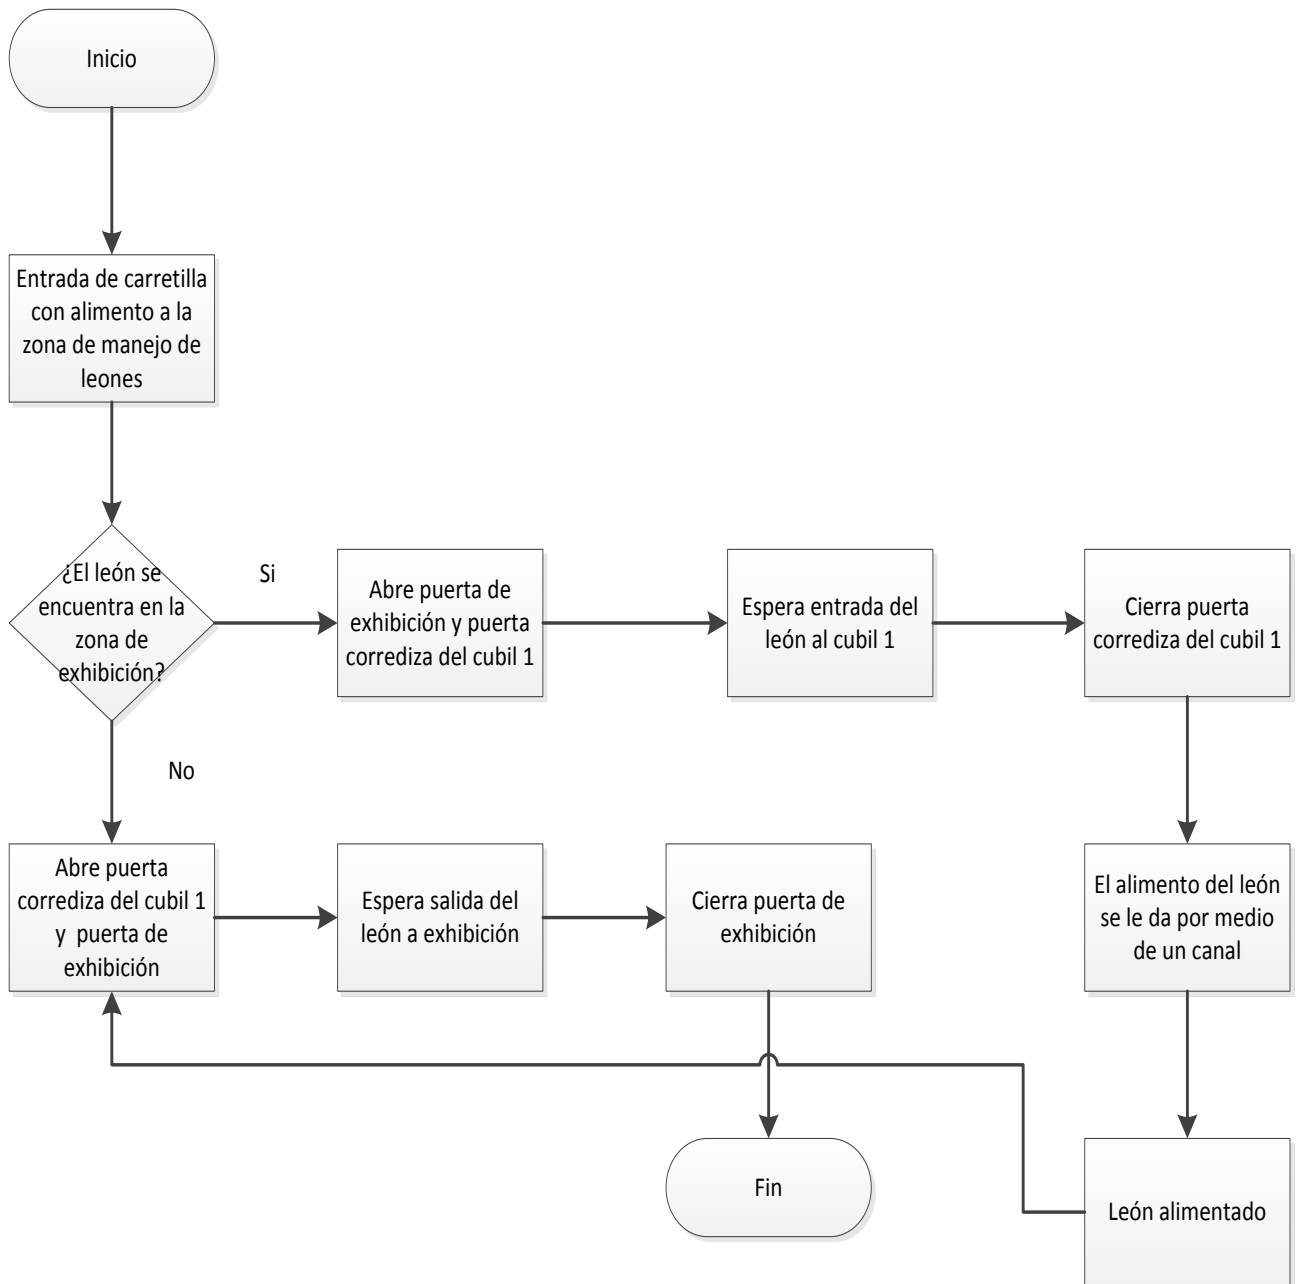 Inicio
Entrada de carretilla
con alimento a la
zona de manejo de
leones
¿El león se
encuentra en la
zona de
exhibición?
Si
Abre puerta de
exhibición y puerta
corrediza del cubil 1
Espera entrada del
león al cubil 1
Cierra puerta
corrediza del cubil 1
No
Abre puerta
corrediza del cubil 1
y puerta de
exhibición
Espera salida del
león a exhibición
Cierra puerta de
exhibición
El alimento del león
se le da por medio
de un canal
Fin
León alimentado